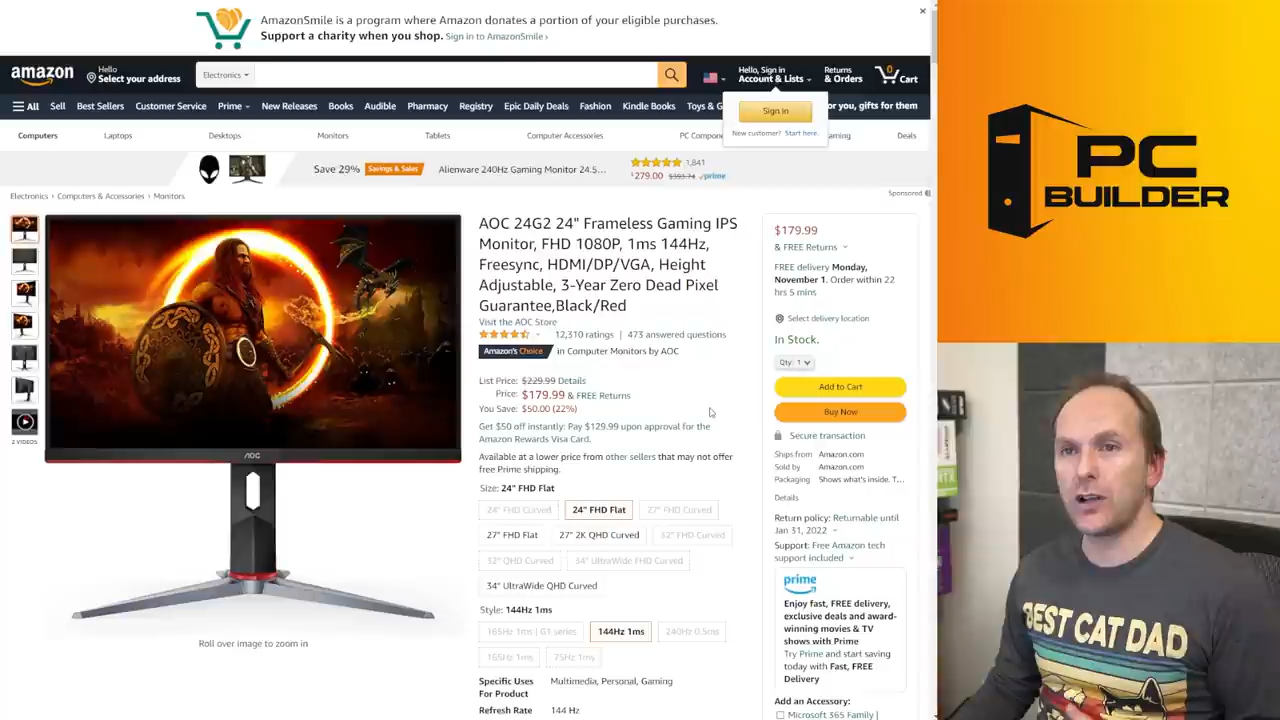 AmazonSmile is a program where Amazon donates a portion of your eligible purchases.
Support a charity when you shop. Sign in to AmazonSmile ›
amazon
Hello
Select your address
Electronics
Hello, Sign in
Account & Lists
Returns
& Orders
0
Cart
All
Sell
Best Sellers
Customer Service
Prime
New Releases
Books
Audible
Pharmacy
Registry
Epic Daily Deals
Fashion
Kindle Books
Toys & G
or you, gifts for them
Sign in
New customer? Start here.
Computers
Laptops
Desktops
Monitors
Tablets
Computer Accessories
PC Compon
aming
Deals
Save 29%
Savings & Sales
Alienware 240Hz Gaming Monitor 24.5...
1,841
$279.00 $393.74 prime
Sponsored
Electronics › Computers & Accessories › Monitors
AOC 24G2 24" Frameless Gaming IPS
Monitor, FHD 1080P, 1ms 144Hz,
Freesync, HDMI/DP/VGA, Height
Adjustable, 3-Year Zero Dead Pixel
Guarantee,Black/Red
Visit the AOC Store
12,310 ratings | 473 answered questions
Amazon's Choice in Computer Monitors by AOC
List Price: $229.99 Details
Price: $179.99 & FREE Returns
You Save: $50.00 (22%)
Get $50 off instantly: Pay $129.99 upon approval for the
Amazon Rewards Visa Card.
Available at a lower price from other sellers that may not offer
free Prime shipping.
Size: 24" FHD Flat
24" FHD Curved
24" FHD Flat
27" FHD Curved
27" FHD Flat
27" 2K QHD Curved
32" FHD Curved
32" QHD Curved
34" UltraWide FHD Curved
34" UltraWide QHD Curved
Style: 144Hz 1ms
165Hz 1ms | G1 series
144Hz 1ms
240Hz 0.5ms
165Hz 1ms
75Hz 1ms
Specific Uses
For Product
Multimedia, Personal, Gaming
Refresh Rate
144 Hz
AOC
2 VIDEOS
Roll over image to zoom in
$179.99
& FREE Returns
FREE delivery Monday,
November 1. Order within 22
hrs 5 mins
Select delivery location
In Stock.
Qty: 1
Add to Cart
Buy Now
Secure transaction
Ships from Amazon.com
Sold by Amazon.com
Packaging Shows what's inside. T...
Details
Return policy: Returnable until
Jan 31, 2022
Support: Free Amazon tech
support included
prime
Enjoy fast, FREE delivery,
exclusive deals and award-
winning movies & TV
shows with Prime
Try Prime and start saving
today with Fast, FREE
Delivery
Add an Accessory:
Microsoft 365 Family |
PC
BUILDER
BEST CAT DAD